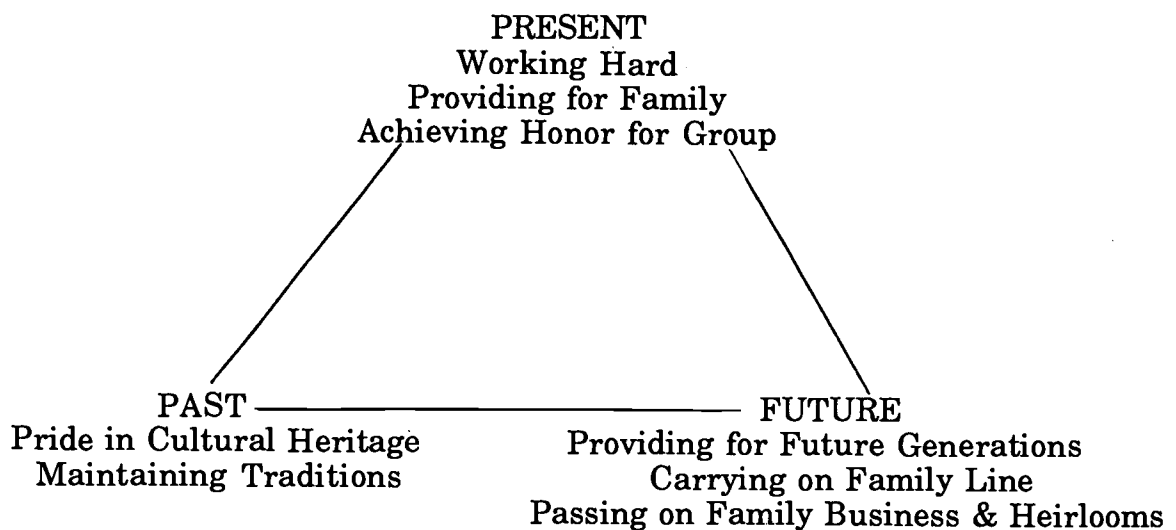 PRESENT
Working Hard
Providing for Family
Achieving Honor for Group
PAST
Pride in Cultural Heritage
Maintaining Traditions
FUTURE
Providing for Future Generations
Carrying on Family Line
Passing on Family Business & Heirlooms